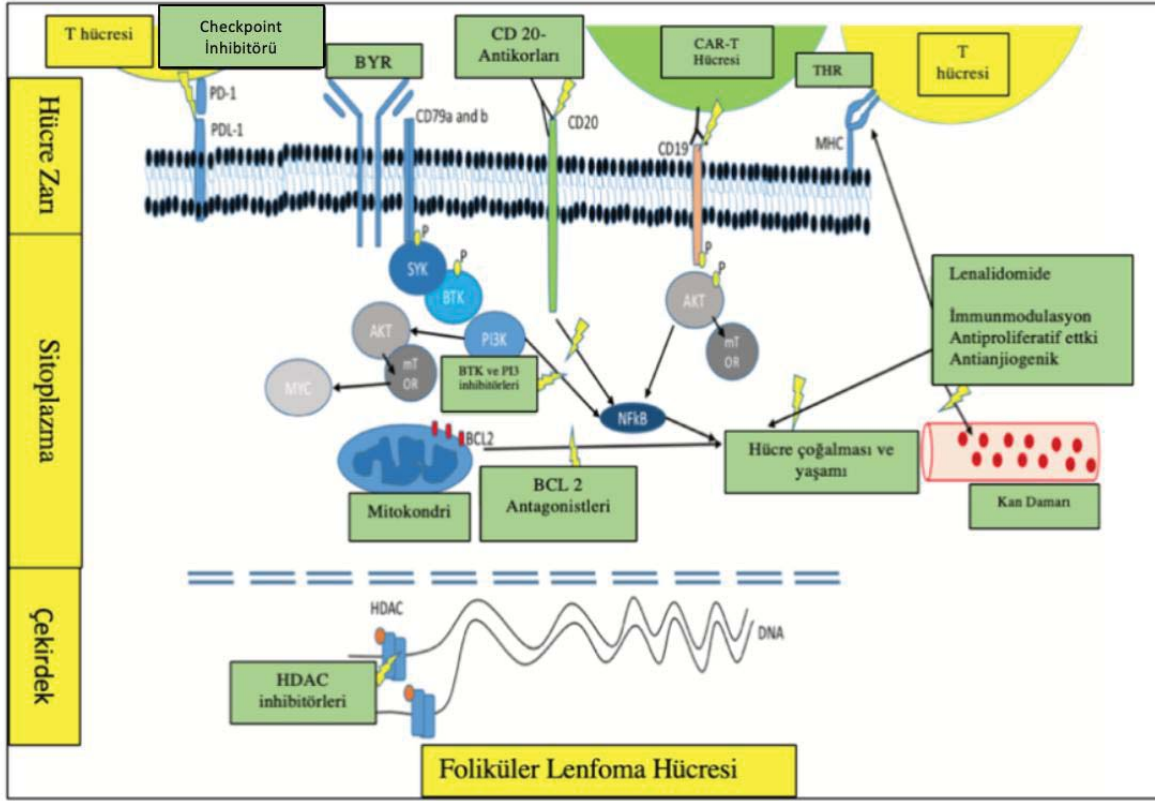 T hücresi
Checkpoint
İnhibitörü
BYR
CD 20-
Antikorları
CAR-T
Hücresi
THR
T
hücresi
Hücre Zarı
PD-1
PDL-1
CD79a and b
CD20
CD19
MHC
P
P
P
P
Sitoplazma
SYK
BTK
PI3K
AKT
mT
OR
MYC
BTK ve PI3
inhibitörleri
AKT
mT
OR
NFkB
Lenalidomide
İmmunmodulasyon
Antiproliferatif ettki
Antianjiogenik
BCL2
Mitokondri
BCL 2
Antagonistleri
Hücre çoğalması ve
yaşamı
Kan Damarı
Çekirdek
HDAC
DNA
HDAC
inhibitörleri
Foliküler Lenfoma Hücresi